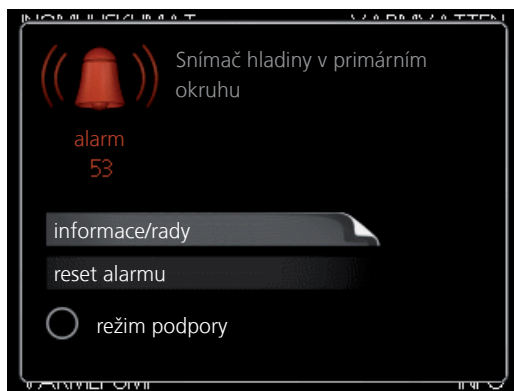 Snímač hladiny v primárním
okruhu
alarm
53
informace/rady
reset alarmu
režim podpory